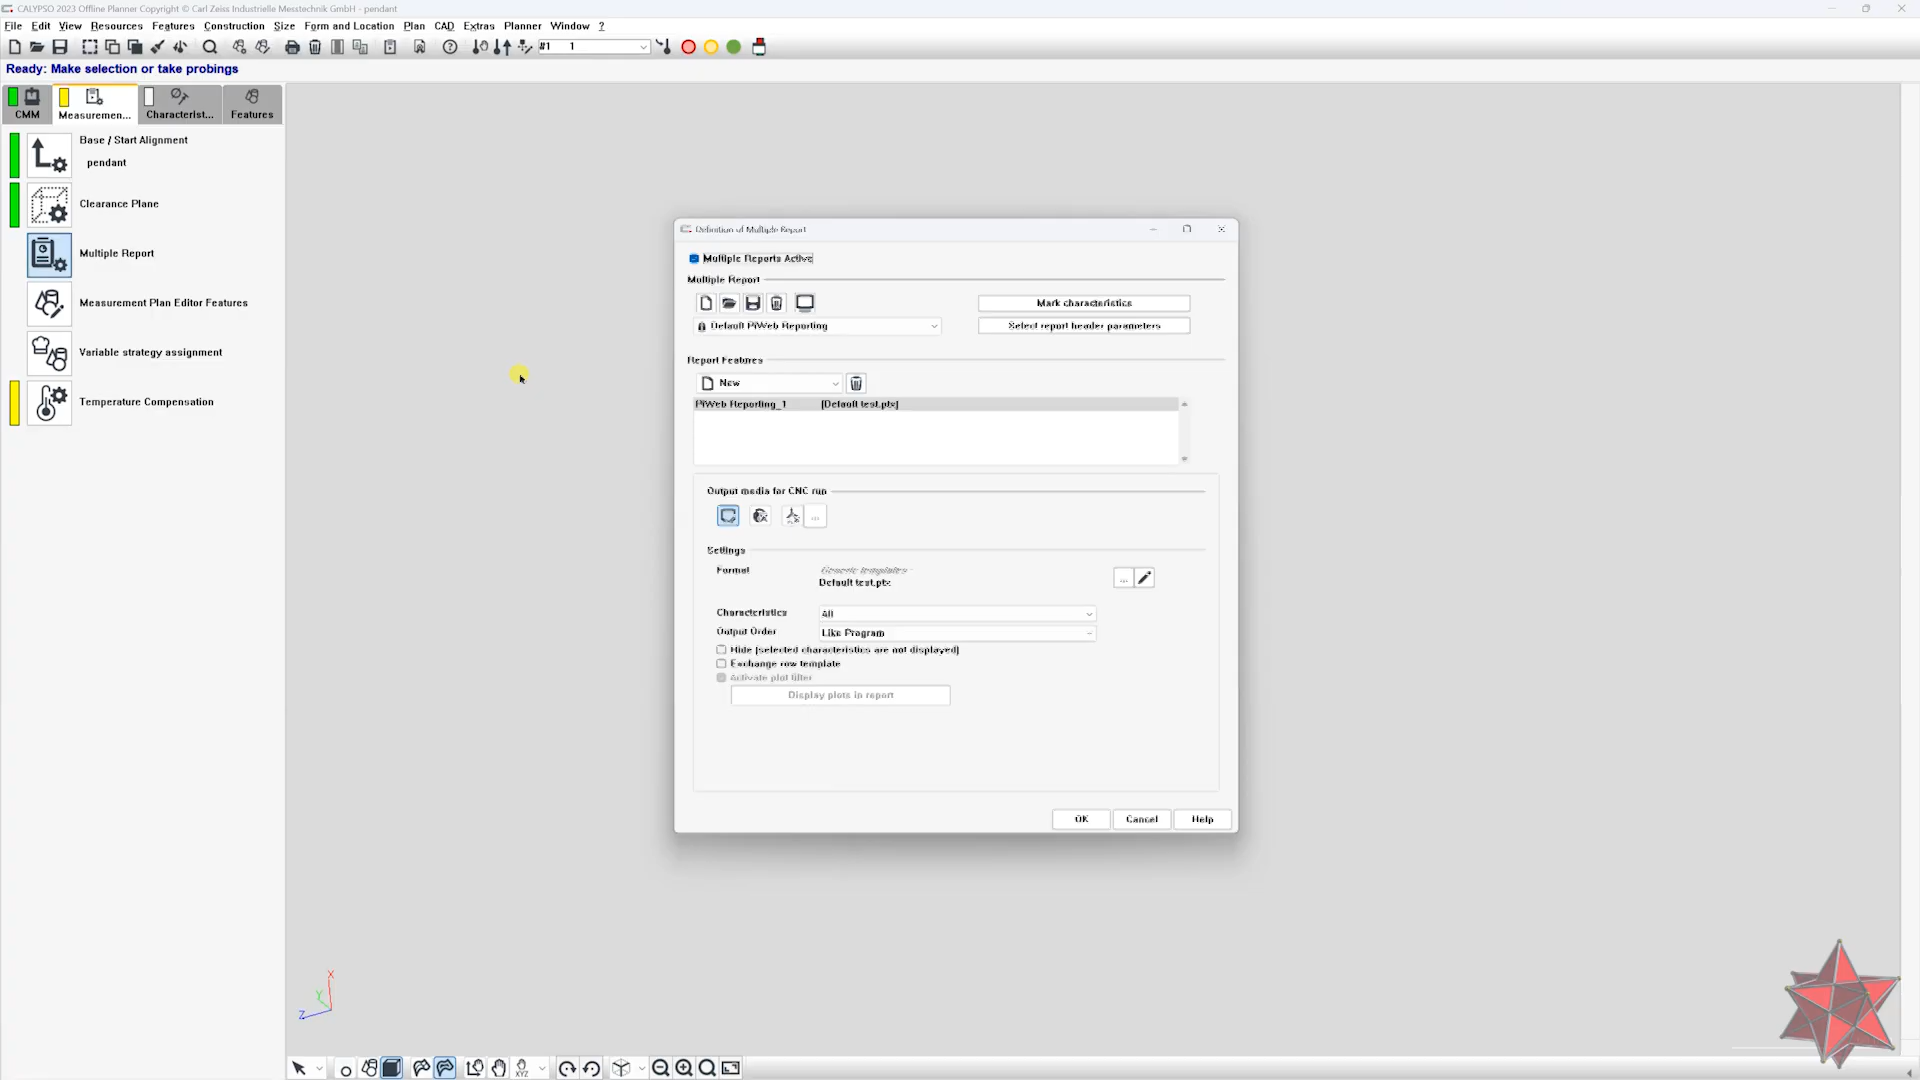 CALYPSO 2023 Offline Planner Copyright © Carl Zeiss Industrielle Messtechnik GmbH - pendant
File Edit View Resources Features Construction Size Form and Location Plan CAD Extras Planner Window ?
#1 1
Ready: Make selection or take probings
CMM Measuremen... Characterist... Features
Base / Start Alignment
pendant
Clearance Plane
Multiple Report
Measurement Plan Editor Features
Variable strategy assignment
Temperature Compensation
Definition of Multiple Report
Multiple Reports Active
Multiple Report
Mark characteristics
Default PiWeb Reporting
Select report header parameters
Report Features
New
PiWeb Reporting_1 [Default test.ptx]
Output media for CNC run
...
Settings
Format
Generic templates
Default test.ptx
...
Characteristics All
Output Order Like Program
Hide (selected characteristics are not displayed)
Exchange row template
Activate plot filter
Display plots in report
OK Cancel Help
X
Y
Z
XYZ